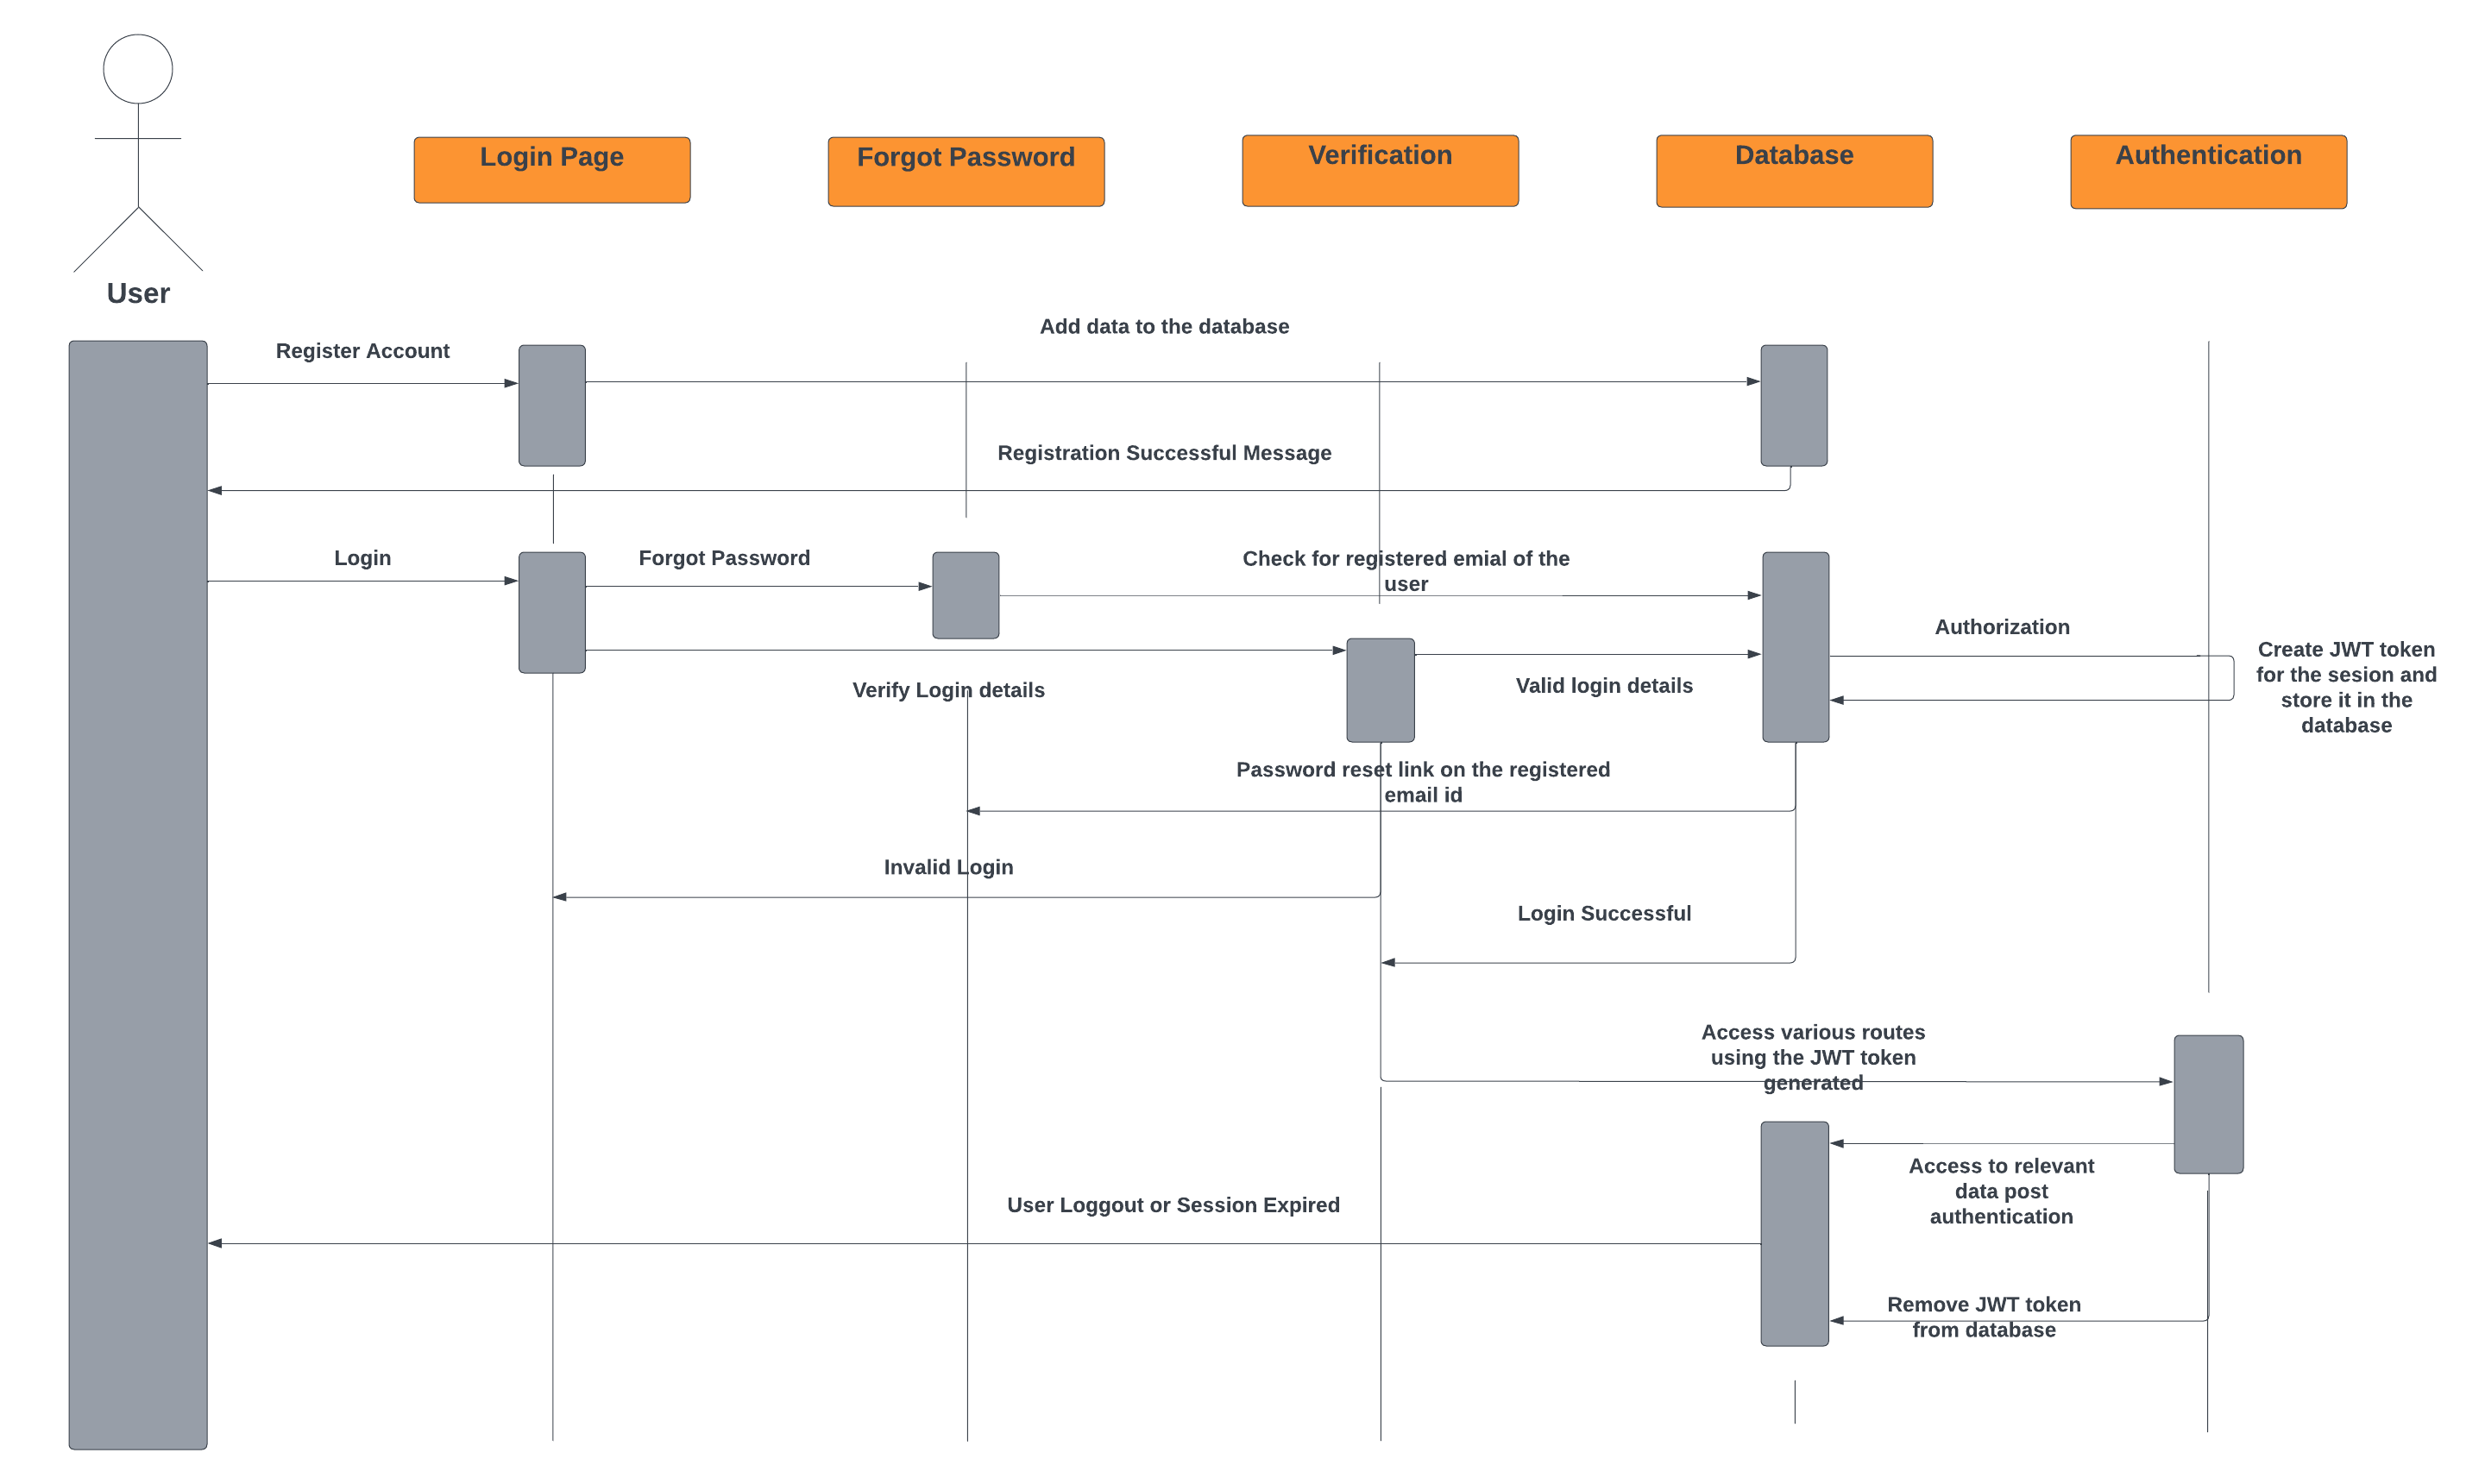 Login Page
Forgot Password
Verification
Database
Authentication
User
Add data to the database
Register Account
Registration Successful Message
Login
Forgot Password
Check for registered emial of the
user
Authorization
Create JWT token
for the sesion and
store it in the
database
Verify Login details
Valid login details
Password reset link on the registered
email id
Invalid Login
Login Successful
Access various routes
using the JWT token
generated
Access to relevant
data post
authentication
User Loggout or Session Expired
Remove JWT token
from database